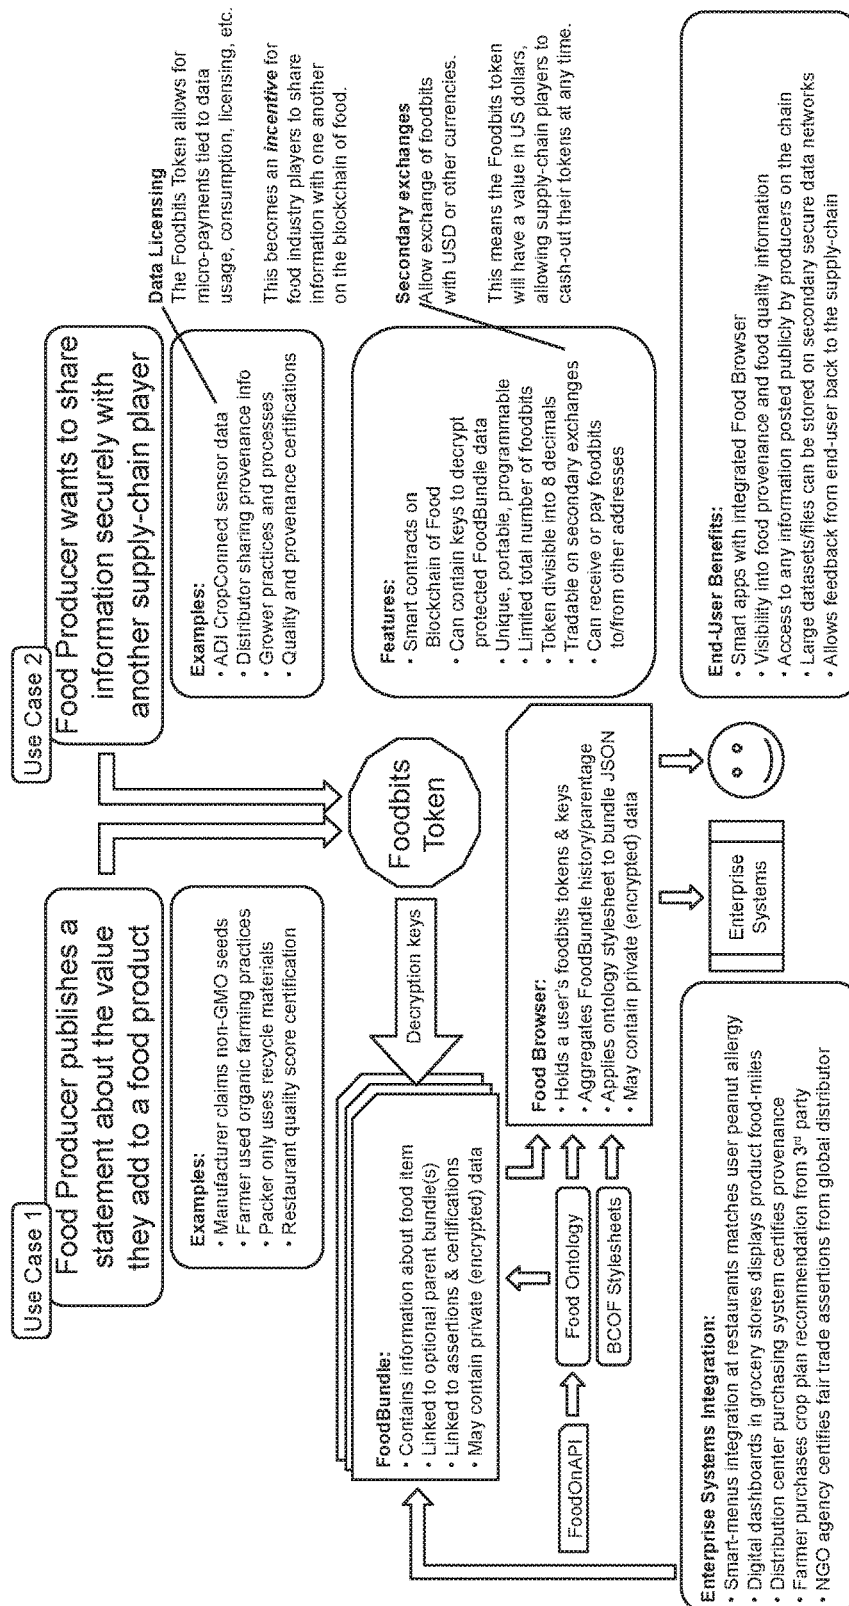 Use Case 1
Food Producer publishes a
statement about the value
they add to a food product
Examples:
• Manufacturer claims non-GMO seeds
• Farmer used organic farming practices
• Packer only uses recycle materials
• Restaurant quality score certification
Use Case 2
Food Producer wants to share
information securely with
another supply-chain player
Examples:
• ADI CropConnect sensor data
• Distributor sharing provenance info
• Grower practices and processes
• Quality and provenance certifications
Data Licensing
The Foodbits Token allows for
micro-payments tied to data
usage, consumption, licensing, etc.
This becomes an incentive for
food industry players to share
information with one another
on the blockchain of food.
FoodBundle:
• Contains information about food item
• Linked to optional parent bundle(s)
• Linked to assertions & certifications
• May contain private (encrypted) data
Decryption keys
Foodbits
Token
Features:
• Smart contracts on
Blockchain of Food
• Can contain keys to decrypt
protected FoodBundle data
• Unique, portable, programmable
• Limited total number of foodbits
• Token divisible into 8 decimals
• Tradable on secondary exchanges
• Can receive or pay foodbits
to/from other addresses
Secondary exchanges
Allow exchange of foodbits
with USD or other currencies.
This means the Foodbits token
will have a value in US dollars,
allowing supply-chain players to
cash-out their tokens at any time.
FoodOnAPI
Food Ontology
BCOF Stylesheets
Food Browser:
• Holds a user's foodbits tokens & keys
• Aggregates FoodBundle history/parentage
• Applies ontology stylesheet to bundle JSON
• May contain private (encrypted) data
Enterprise Systems Integration:
• Smart-menus integration at restaurants matches user peanut allergy
• Digital dashboards in grocery stores displays product food-miles
• Distribution center purchasing system certifies provenance
• Farmer purchases crop plan recommendation from 3rd party
• NGO agency certifies fair trade assertions from global distributor
Enterprise
Systems
End-User Benefits:
• Smart apps with integrated Food Browser
• Visibility into food provenance and food quality information
• Access to any information posted publicly by producers on the chain
• Large datasets/files can be stored on secondary secure data networks
• Allows feedback from end-user back to the supply-chain